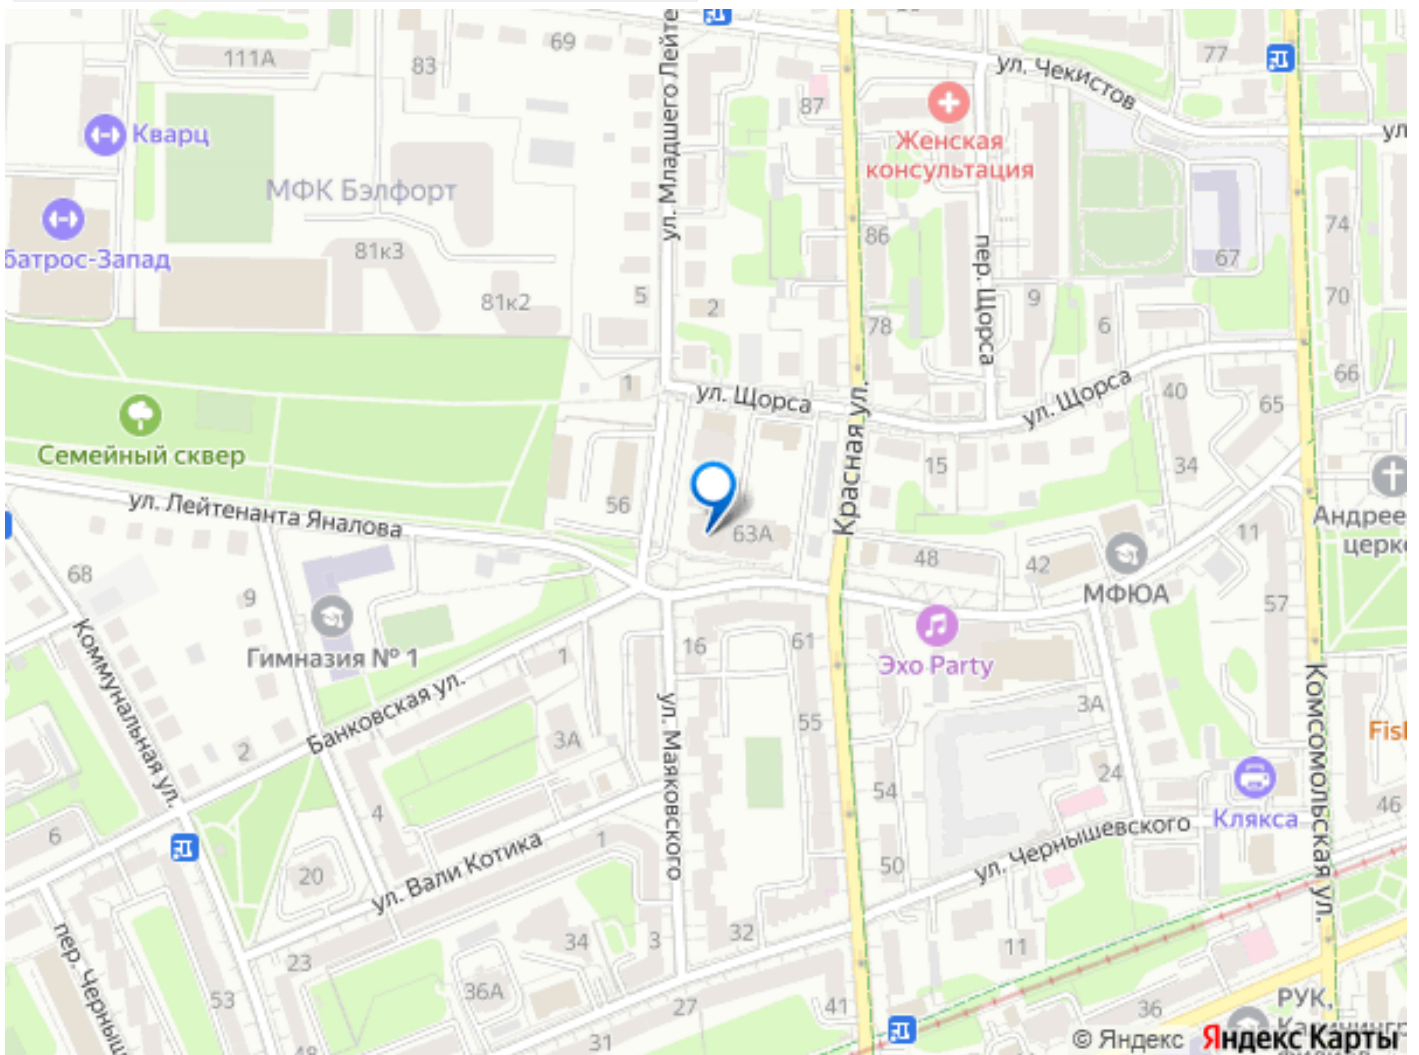 69
111А
83
ул. Младшего Лейте
77
ул. Чекистов
ул
87
Кварц
Женская
консультация
МФК Бэлфорт
74
86
пер. Щорса
67
81к3
батрос-Запад
81к2
5
2
9
6
70
78
66
1
ул. Щорса
ул. Щорса
40
65
Красная ул.
Семейный сквер
15
34
56
ул. Лейтенанта Яналова
63А
11
Андрее
церко
48
42
МФЮА
68
9
57
Гимназия № 1
16
61
Эхо Party
1
Коммунальная ул.
Банковская ул.
ул. Маяковского
55
3А
Комсомольская ул.
Fis
2
3А
24
54
4
Клякса
46
6
1
ул. Вали Котика
ул. Чернышевского
50
20
пер. Черныш
23
34
3
32
11
36А
53
27
41
36
РУК,
31
48
© Яндекс Яндекс Карты